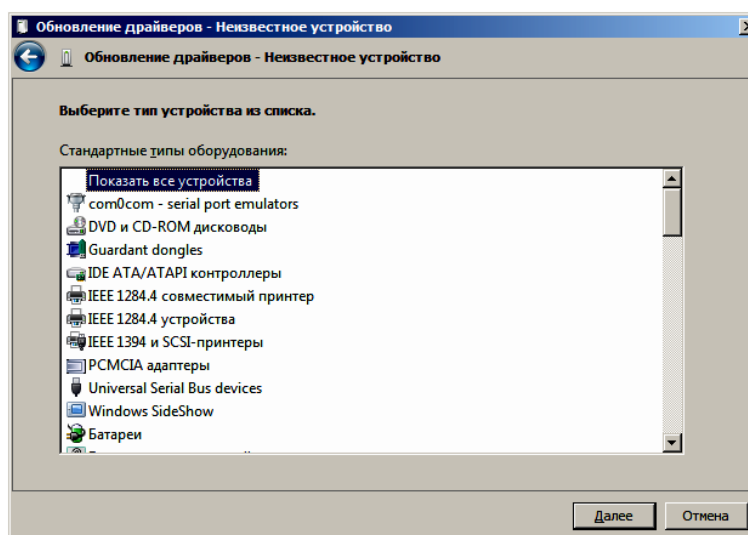 Обновление драйверов - Неизвестное устройство
Обновление драйверов - Неизвестное устройство
Выберите тип устройства из списка.
Стандартные типы оборудования:
Показать все устройства
com0com - serial port emulators
DVD и CD-ROM дисководы
Guardant dongles
IDE ATA/ATAPI контроллеры
IEEE 1284.4 совместимый принтер
IEEE 1284.4 устройства
IEEE 1394 и SCSI-принтеры
PCMCIA адаптеры
Universal Serial Bus devices
Windows SideShow
Батареи
Далее Отмена